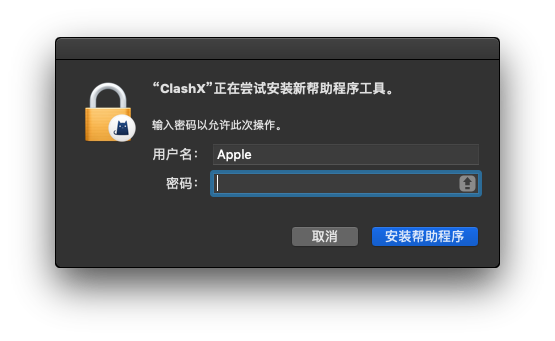 “ClashX”正在尝试安装新帮助程序工具。
输入密码以允许此次操作。
用户名: Apple
密码:
取消 安装帮助程序